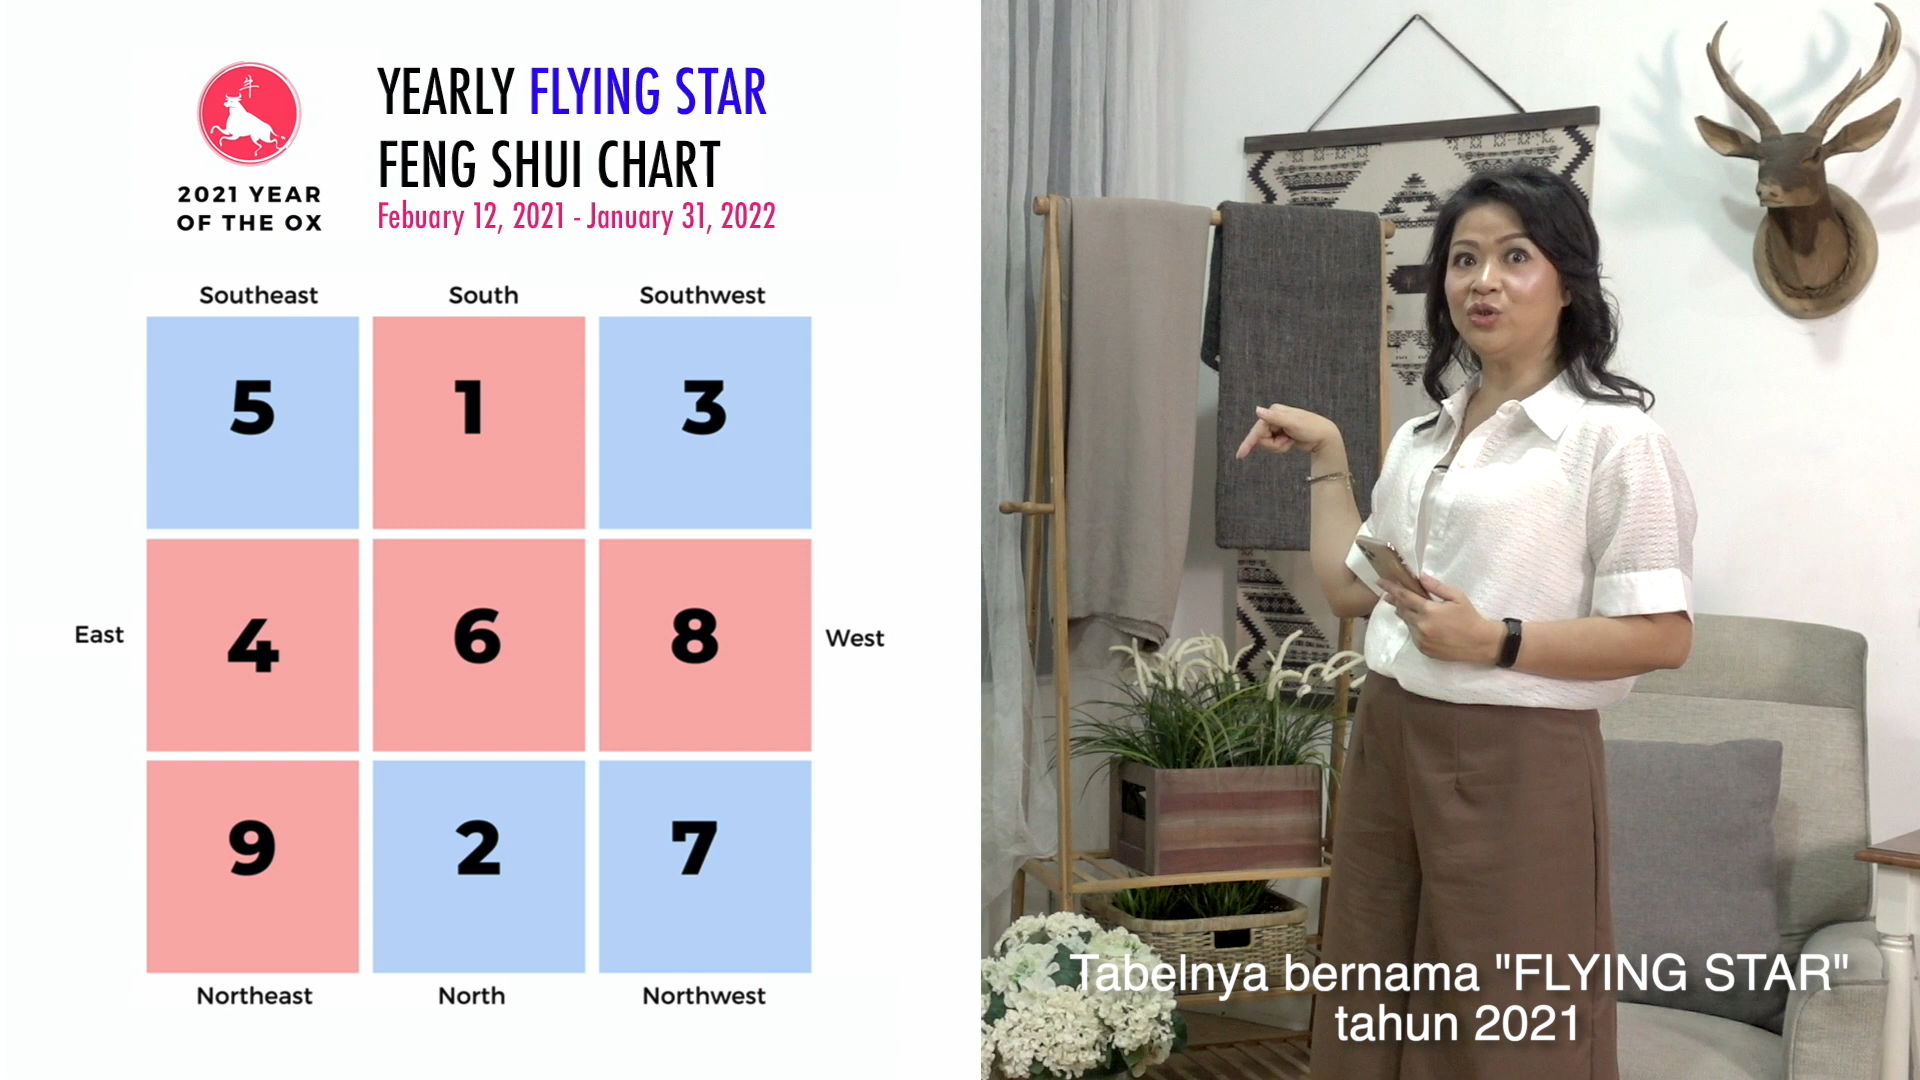 牛
2021 YEAR
OF THE OX
YEARLY FLYING STAR
FENG SHUI CHART
Febuary 12, 2021 - January 31, 2022
Southeast South Southwest
5 1 3
East 4 6 8 West
9 2 7
Northeast North Northwest
Tabelnya bernama "FLYING STAR"
tahun 2021